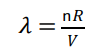 λ = nR/V